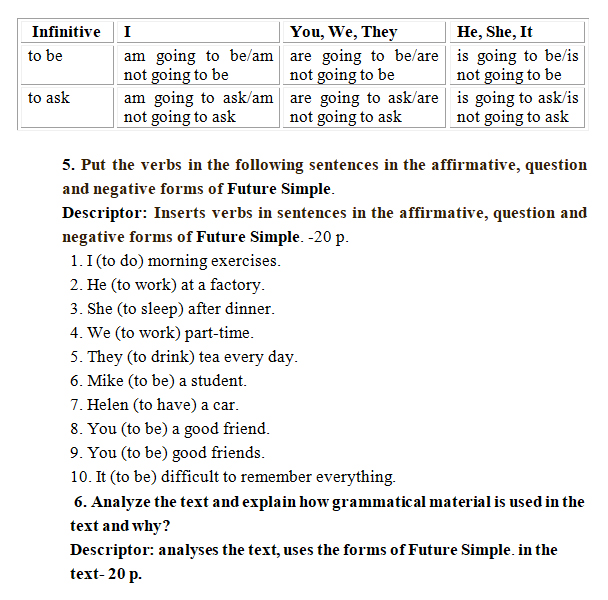 Infinitive I You, We, They He, She, It
to be am going to be/am not going to be are going to be/are not going to be is going to be/is not going to be
to ask am going to ask/am not going to ask are going to ask/are not going to ask is going to ask/is not going to ask
5. Put the verbs in the following sentences in the affirmative, question
and negative forms of Future Simple.
Descriptor: Inserts verbs in sentences in the affirmative, question and
negative forms of Future Simple. -20 p.
1. I (to do) morning exercises.
2. He (to work) at a factory.
3. She (to sleep) after dinner.
4. We (to work) part-time.
5. They (to drink) tea every day.
6. Mike (to be) a student.
7. Helen (to have) a car.
8. You (to be) a good friend.
9. You (to be) good friends.
10. It (to be) difficult to remember everything.
6. Analyze the text and explain how grammatical material is used in the
text and why?
Descriptor: analyses the text, uses the forms of Future Simple. in the
text- 20 p.